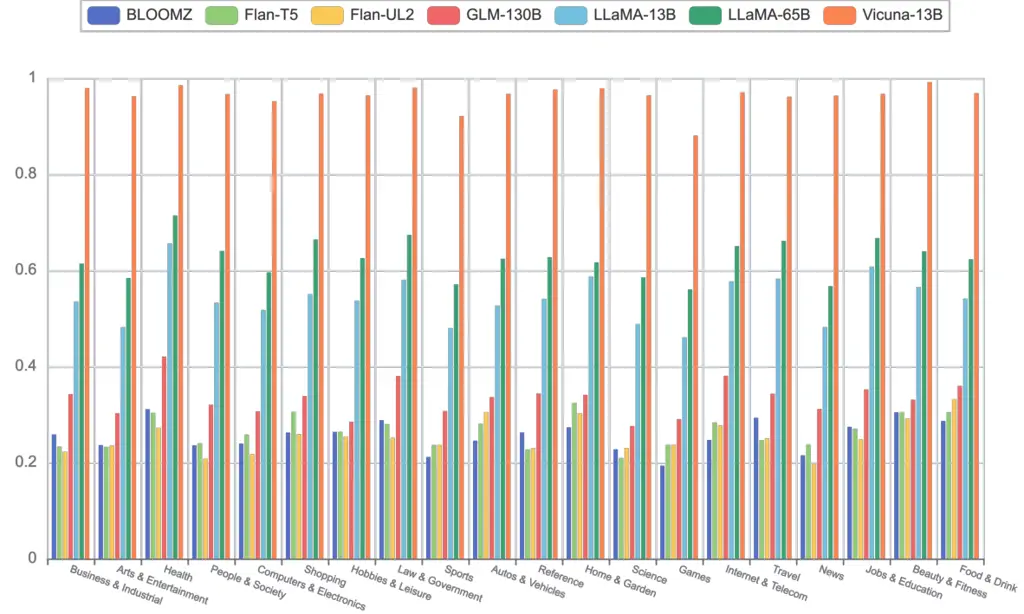 BLOOMZ Flan-T5 Flan-UL2 GLM-130B LLaMA-13B LLaMA-65B Vicuna-13B
1
0.8
0.6
0.4
0.2
0
Business & Industrial
Arts & Entertainment
Health
People & Society
Computers & Electronics
Shopping
Hobbies & Leisure
Law & Government
Sports
Autos & Vehicles
Reference
Home & Garden
Science
Games
Internet & Telecom
Travel
News
Jobs & Education
Beauty & Fitness
Food & Drink